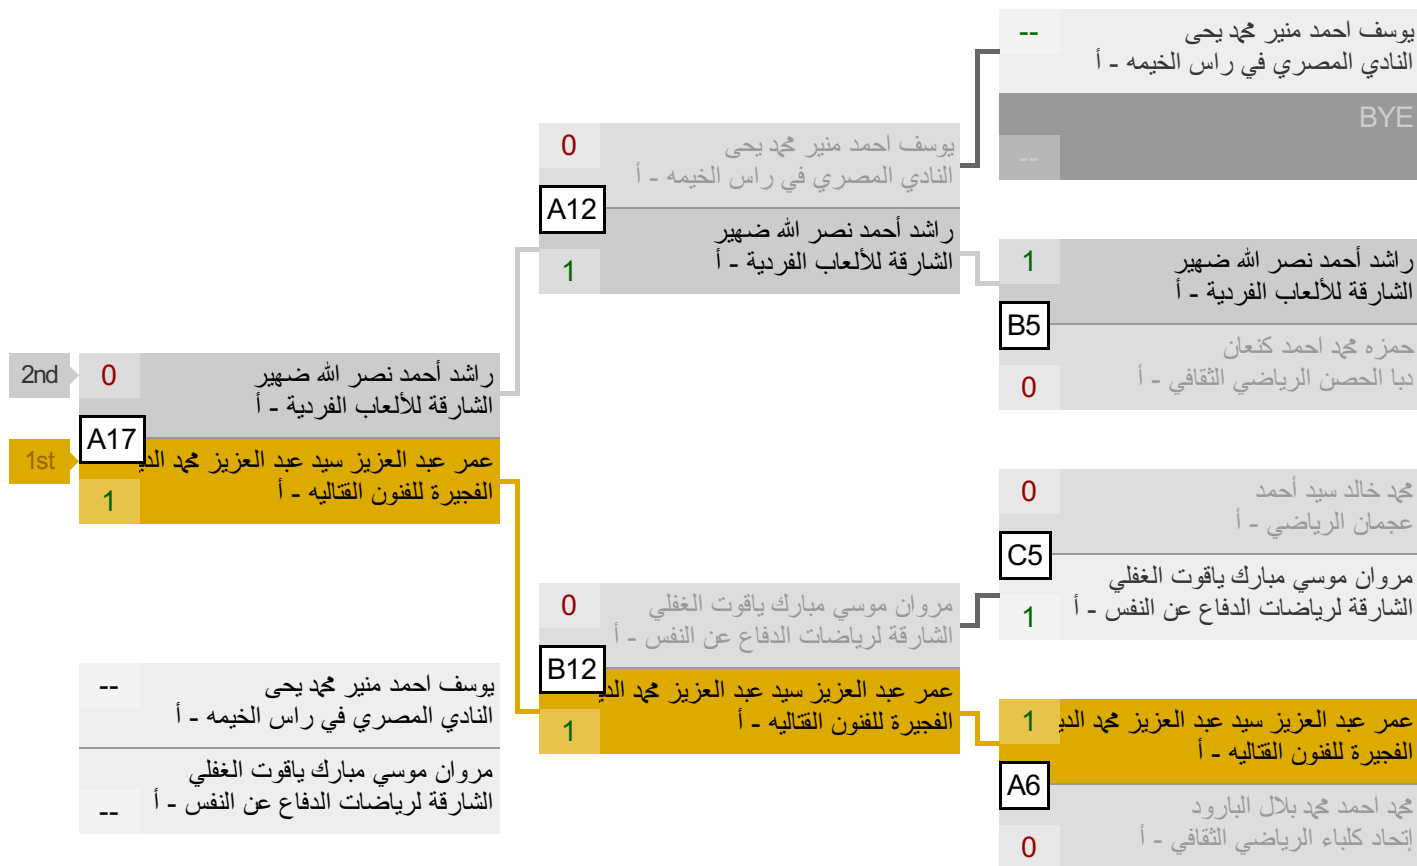 --
يوسف احمد منير محمد يحى
النادي المصري في راس الخيمه - أ
BYE
--
0
يوسف احمد منير محمد يحى
النادي المصري في راس الخيمه - أ
A12
راشد أحمد نصر الله ضهير
الشارقة للألعاب الفردية - أ
1
1
راشد أحمد نصر الله ضهير
الشارقة للألعاب الفردية - أ
B5
حمزه محمد احمد كنعان
دبا الحصن الرياضي الثقافي - أ
0
2nd
0
راشد أحمد نصر الله ضهير
الشارقة للألعاب الفردية - أ
A17
1st
عمر عبد العزيز سيد عبد العزيز محمد
الفجيرة للفنون القتاليه - أ
1
0
محمد خالد سيد أحمد
عجمان الرياضي - أ
C5
مروان موسي مبارك ياقوت الغفلي
الشارقة لرياضات الدفاع عن النفس - أ
1
0
مروان موسي مبارك ياقوت الغفلي
الشارقة لرياضات الدفاع عن النفس - أ
B12
عمر عبد العزيز سيد عبد العزيز محمد
الفجيرة للفنون القتاليه - أ
1
--
يوسف احمد منير محمد يحى
النادي المصري في راس الخيمه - أ
مروان موسي مبارك ياقوت الغفلي
الشارقة لرياضات الدفاع عن النفس - أ
--
1
عمر عبد العزيز سيد عبد العزيز محمد
الفجيرة للفنون القتاليه - أ
A6
محمد احمد محمد بلال البارود
إتحاد كلباء الرياضي الثقافي - أ
0